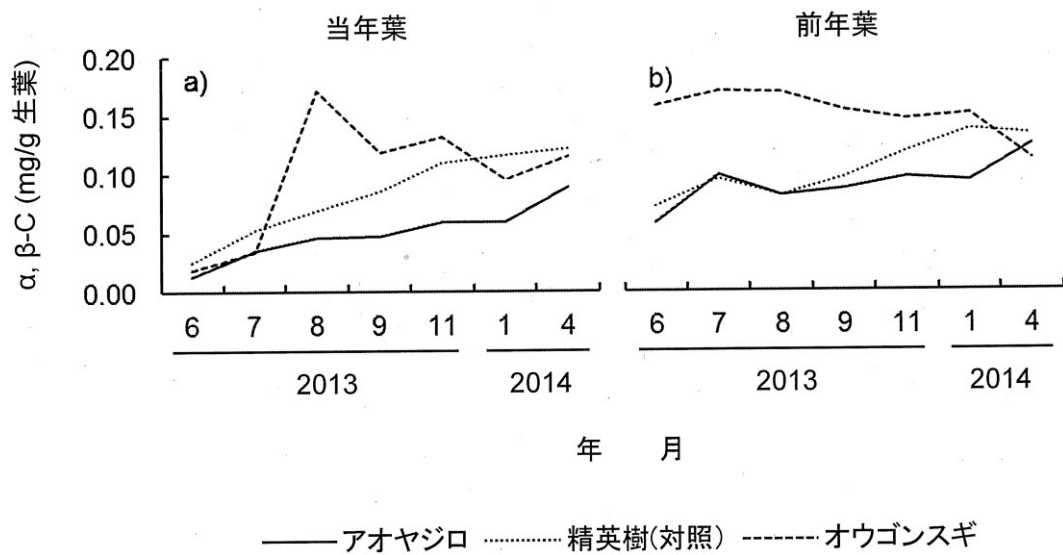 当年葉 前年葉
α, β-C (mg/g 生葉)
0.20
0.15
0.10
0.05
0.00
a) b)
6 7 8 9 11 1 4 6 7 8 9 11 1 4
2013 2014 2013 2014
年 月
アオヤジロ 精英樹(対照) オウゴンスギ